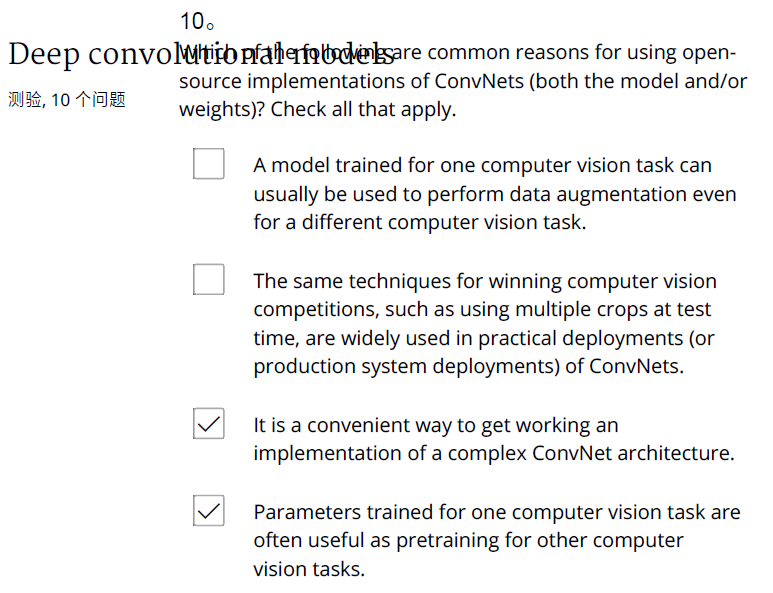 10。
Deep convolutional models
测验, 10 个问题
Which of the following are common reasons for using open-
source implementations of ConvNets (both the model and/or
weights)? Check all that apply.
A model trained for one computer vision task can
usually be used to perform data augmentation even
for a different computer vision task.
The same techniques for winning computer vision
competitions, such as using multiple crops at test
time, are widely used in practical deployments (or
production system deployments) of ConvNets.
It is a convenient way to get working an
implementation of a complex ConvNet architecture.
Parameters trained for one computer vision task are
often useful as pretraining for other computer
vision tasks.